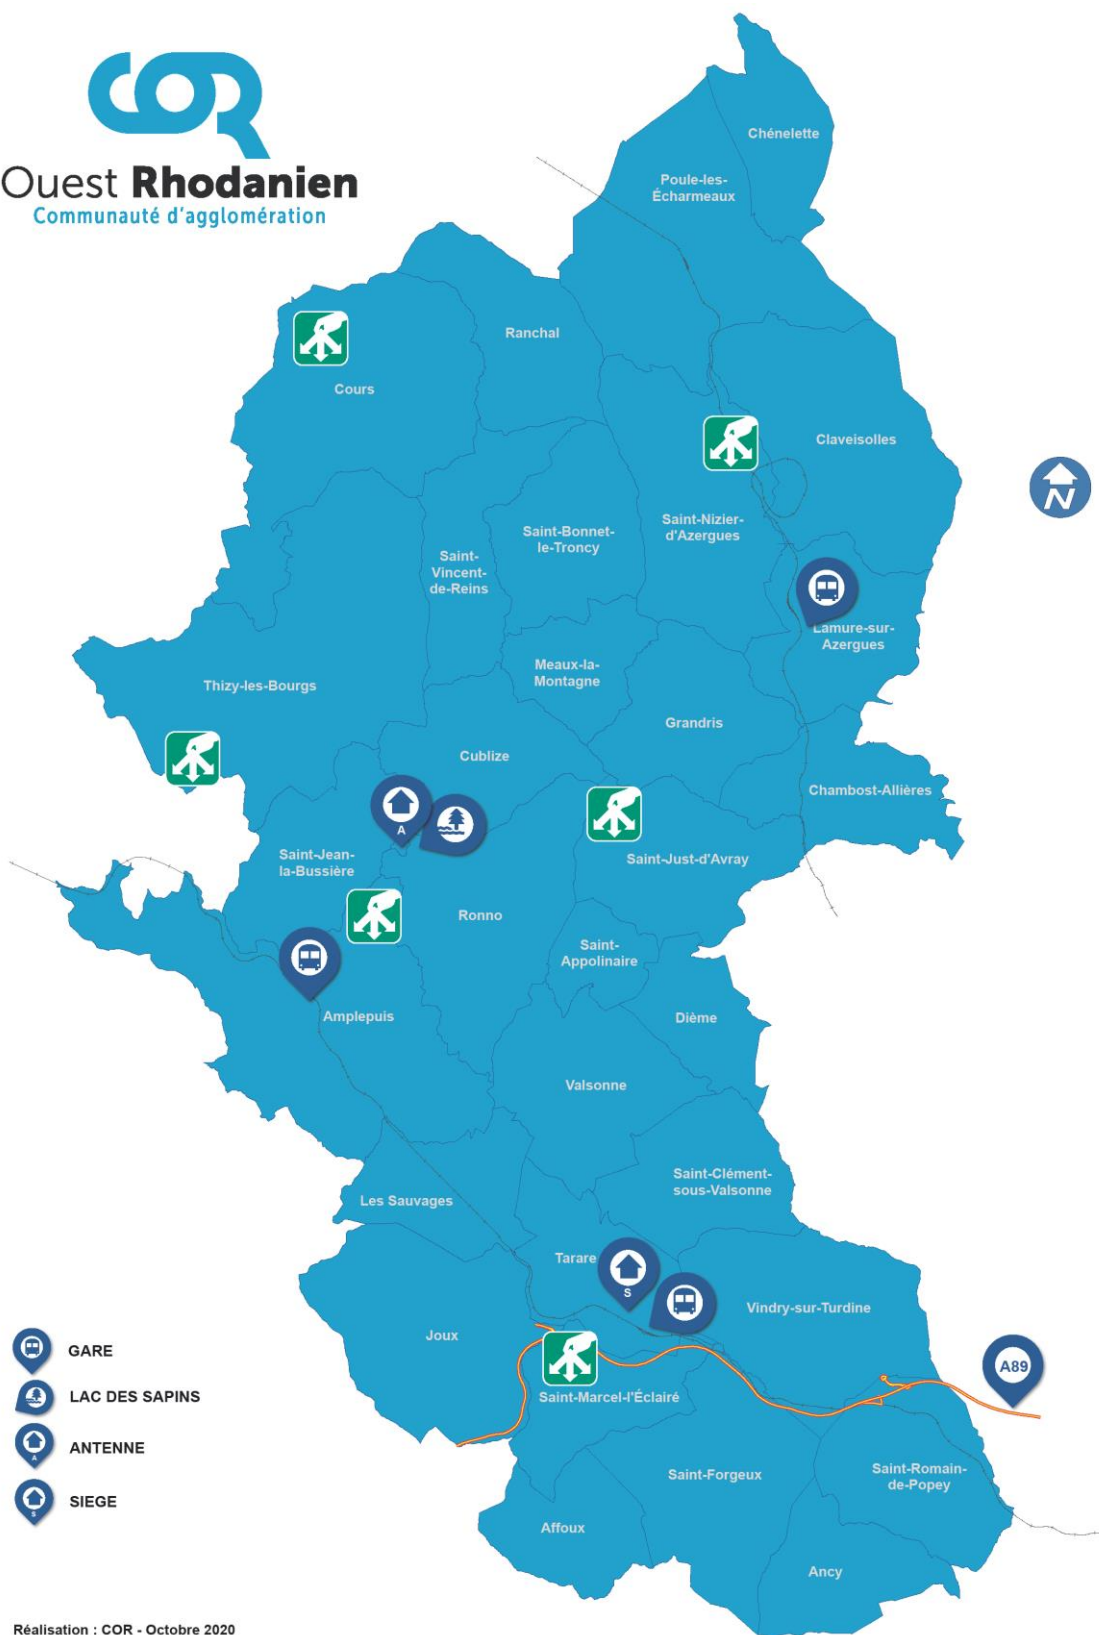 COR
Ouest Rhodanien
Communauté d'agglomération
Chénelette
Poule-les-
Écharmeaux
Ranchal
Cours
Claveisolles
N
Saint-Nizier-
d'Azergues
Saint-Bonnet-
le-Troncy
Saint-
Vincent-
de-Reins
Lamure-sur-
Azergues
Meaux-la-
Montagne
Thizy-les-Bourgs
Grandris
Cublize
Chambost-Allières
A
Saint-Jean-
la-Bussière
Saint-Just-d'Avray
Ronno
Saint-
Appolinaire
Amplepuis
Dième
Valsonne
Saint-Clément-
sous-Valsonne
Les Sauvages
Tarare
S
Vindry-sur-Turdine
Joux
A89
Saint-Marcel-l'Éclairé
Saint-Forgeux
Saint-Romain-
de-Popey
Affoux
Ancy
GARE
LAC DES SAPINS
A
ANTENNE
S
SIEGE
Réalisation : COR - Octobre 2020